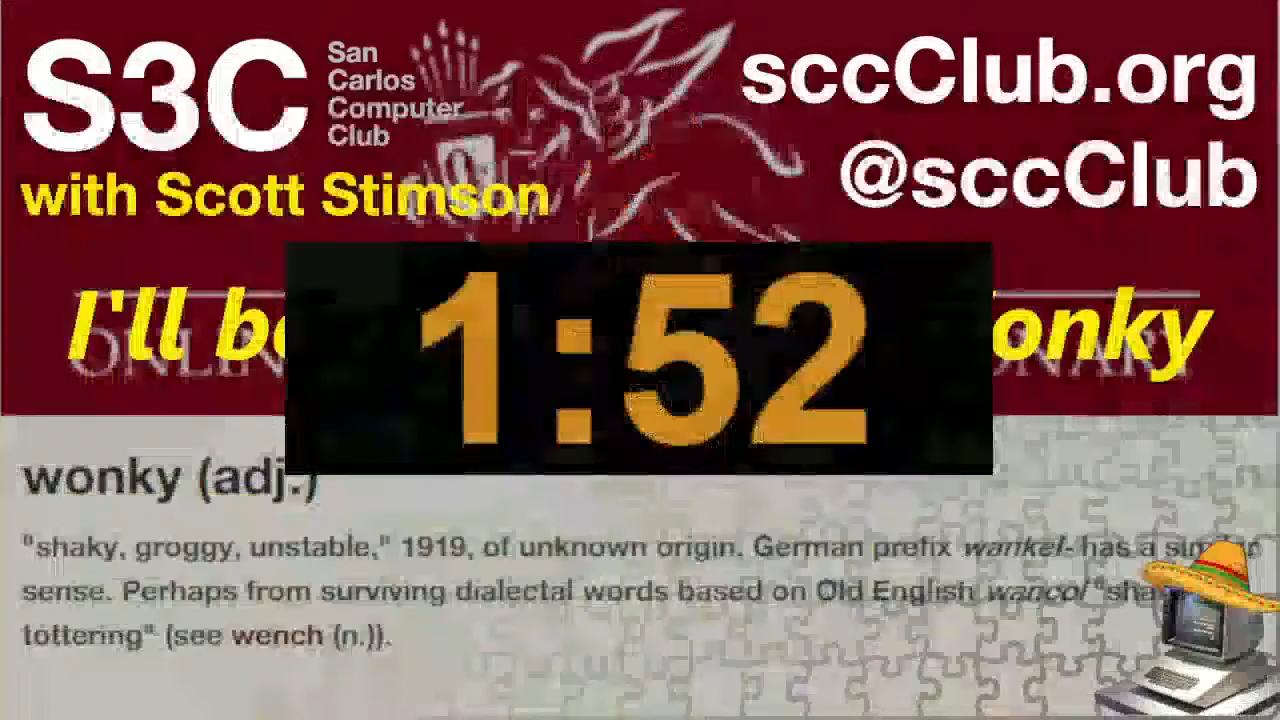 S3C
San
Carlos
Computer
Club
with Scott Stimson
sccClub.org
@sccClub
I'll
1:52
wonky (adj.)
"shaky, groggy, unstable," 1919, of unknown origin. German prefix wankel- has a similar
sense. Perhaps from surviving dialectal words based on Old English wancol
tottering" (see wench (n.)).